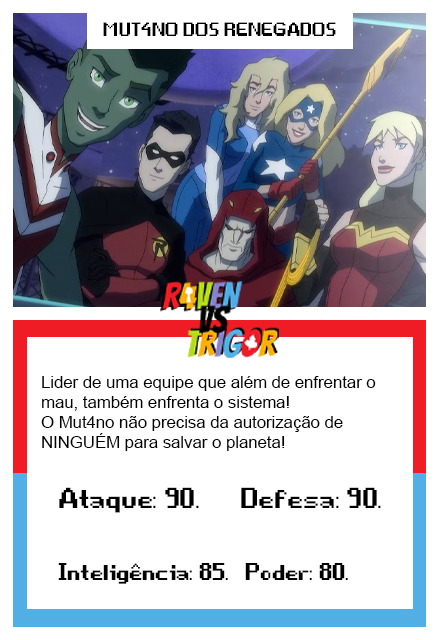 MUT4NO DOS RENEGADOS
R4VEN
VS
TRIGOR
Lider de uma equipe que além de enfrentar o
mau, também enfrenta o sistema!
O Mut4no não precisa da autorização de
NINGUÉM para salvar o planeta!
Ataque: 90. Defesa: 90.
Inteligência: 85. Poder: 80.